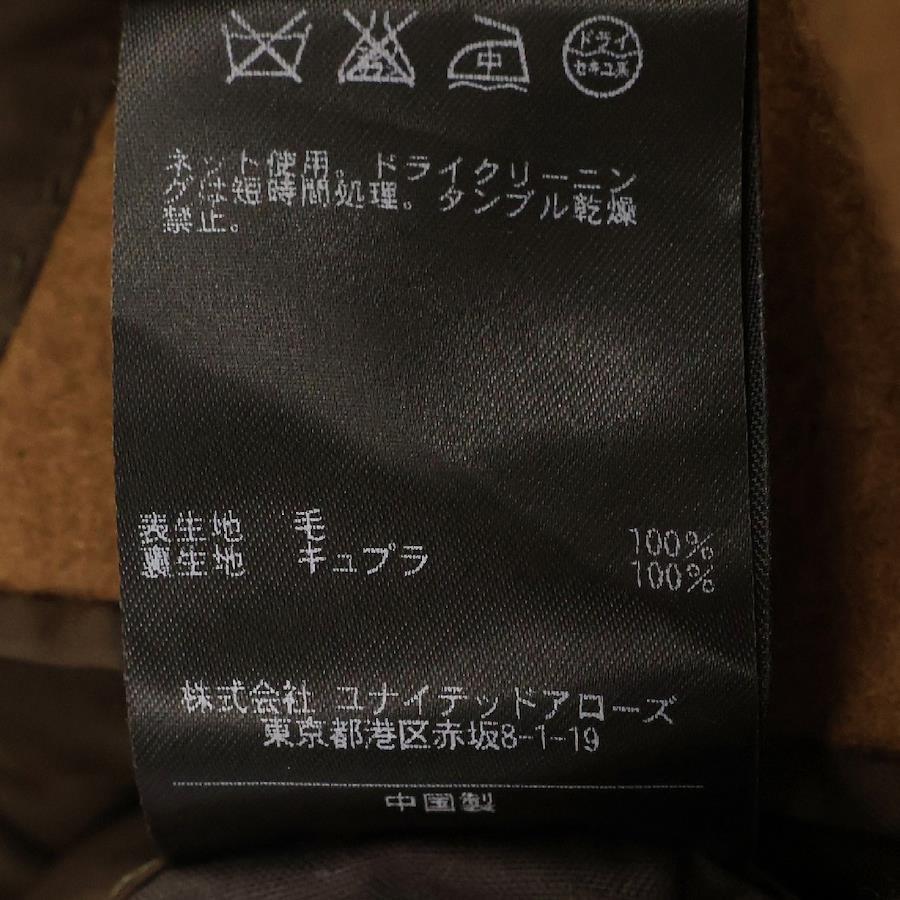 中
ドライ
セキユ系
ネット使用。ドライクリーニン
グは短時間処理。タンブル乾燥
禁止。
表生地 毛 100%
裏生地 キュプラ 100%
株式会社 ユナイテッドアローズ
東京都港区赤坂8-1-19
中国製